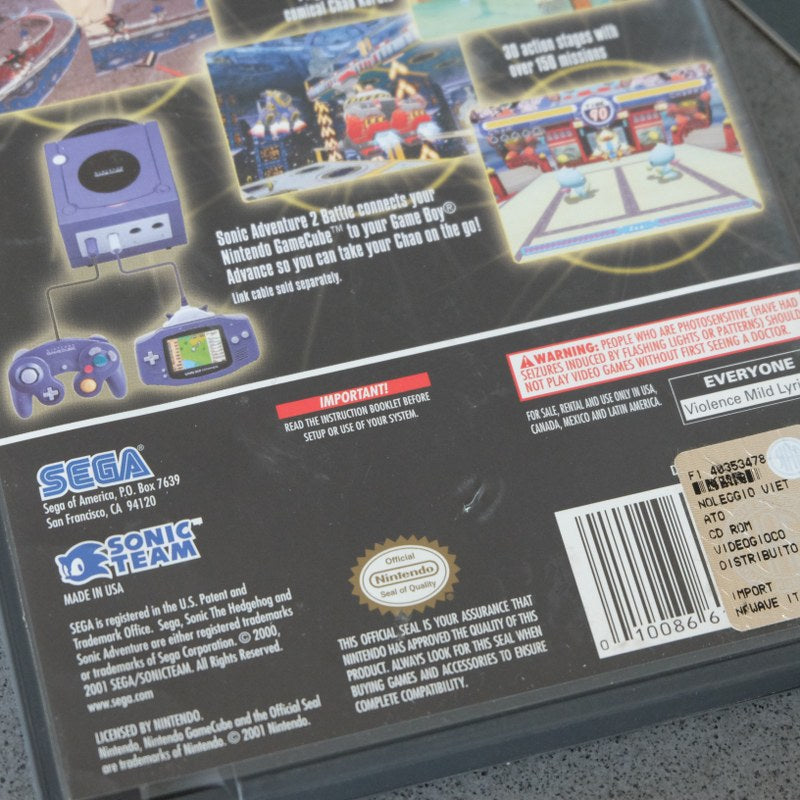 comical Chao
30 action stages with
over 150 missions
Sonic Adventure 2 Battle connects your
Nintendo GameCube™ to your Game Boy®
Advance so you can take your Chao on the go!
Link cable sold separately.
WARNING: PEOPLE WHO ARE PHOTOSENSITIVE (HAVE HAD
SEIZURES INDUCED BY FLASHING LIGHTS OR PATTERNS) SHOULD
NOT PLAY VIDEO GAMES WITHOUT FIRST SEEING A DOCTOR.
IMPORTANT!
READ THE INSTRUCTION BOOKLET BEFORE
SETUP OR USE OF YOUR SYSTEM.
FOR SALE, RENTAL AND USE ONLY IN USA,
CANADA, MEXICO AND LATIN AMERICA.
EVERYONE
Violence Mild Lyri
SEGA®
Sega of America, P.O. Box 7639
San Francisco, CA 94120
SONIC
TEAM™
MADE IN USA
SEGA is registered in the U.S. Patent and
Trademark Office. Sega, Sonic The Hedgehog and
Sonic Adventure are either registered trademarks
or trademarks of Sega Corporation. © 2000,
2001 SEGA/SONICTEAM. All Rights Reserved.
www.sega.com
LICENSED BY NINTENDO.
Nintendo, Nintendo GameCube and the Official Seal
are trademarks of Nintendo. © 2001 Nintendo.
Official
Nintendo
Seal of Quality
THIS OFFICIAL SEAL IS YOUR ASSURANCE THAT
NINTENDO HAS APPROVED THE QUALITY OF THIS
PRODUCT. ALWAYS LOOK FOR THIS SEAL WHEN
BUYING GAMES AND ACCESSORIES TO ENSURE
COMPLETE COMPATIBILITY.
0 10086 6
FI 40353478
NOLEGGIO VIET
ATO
CD ROM
VIDEOGIOCO
DISTRIBUITO
IMPORT
NEWAVE IT